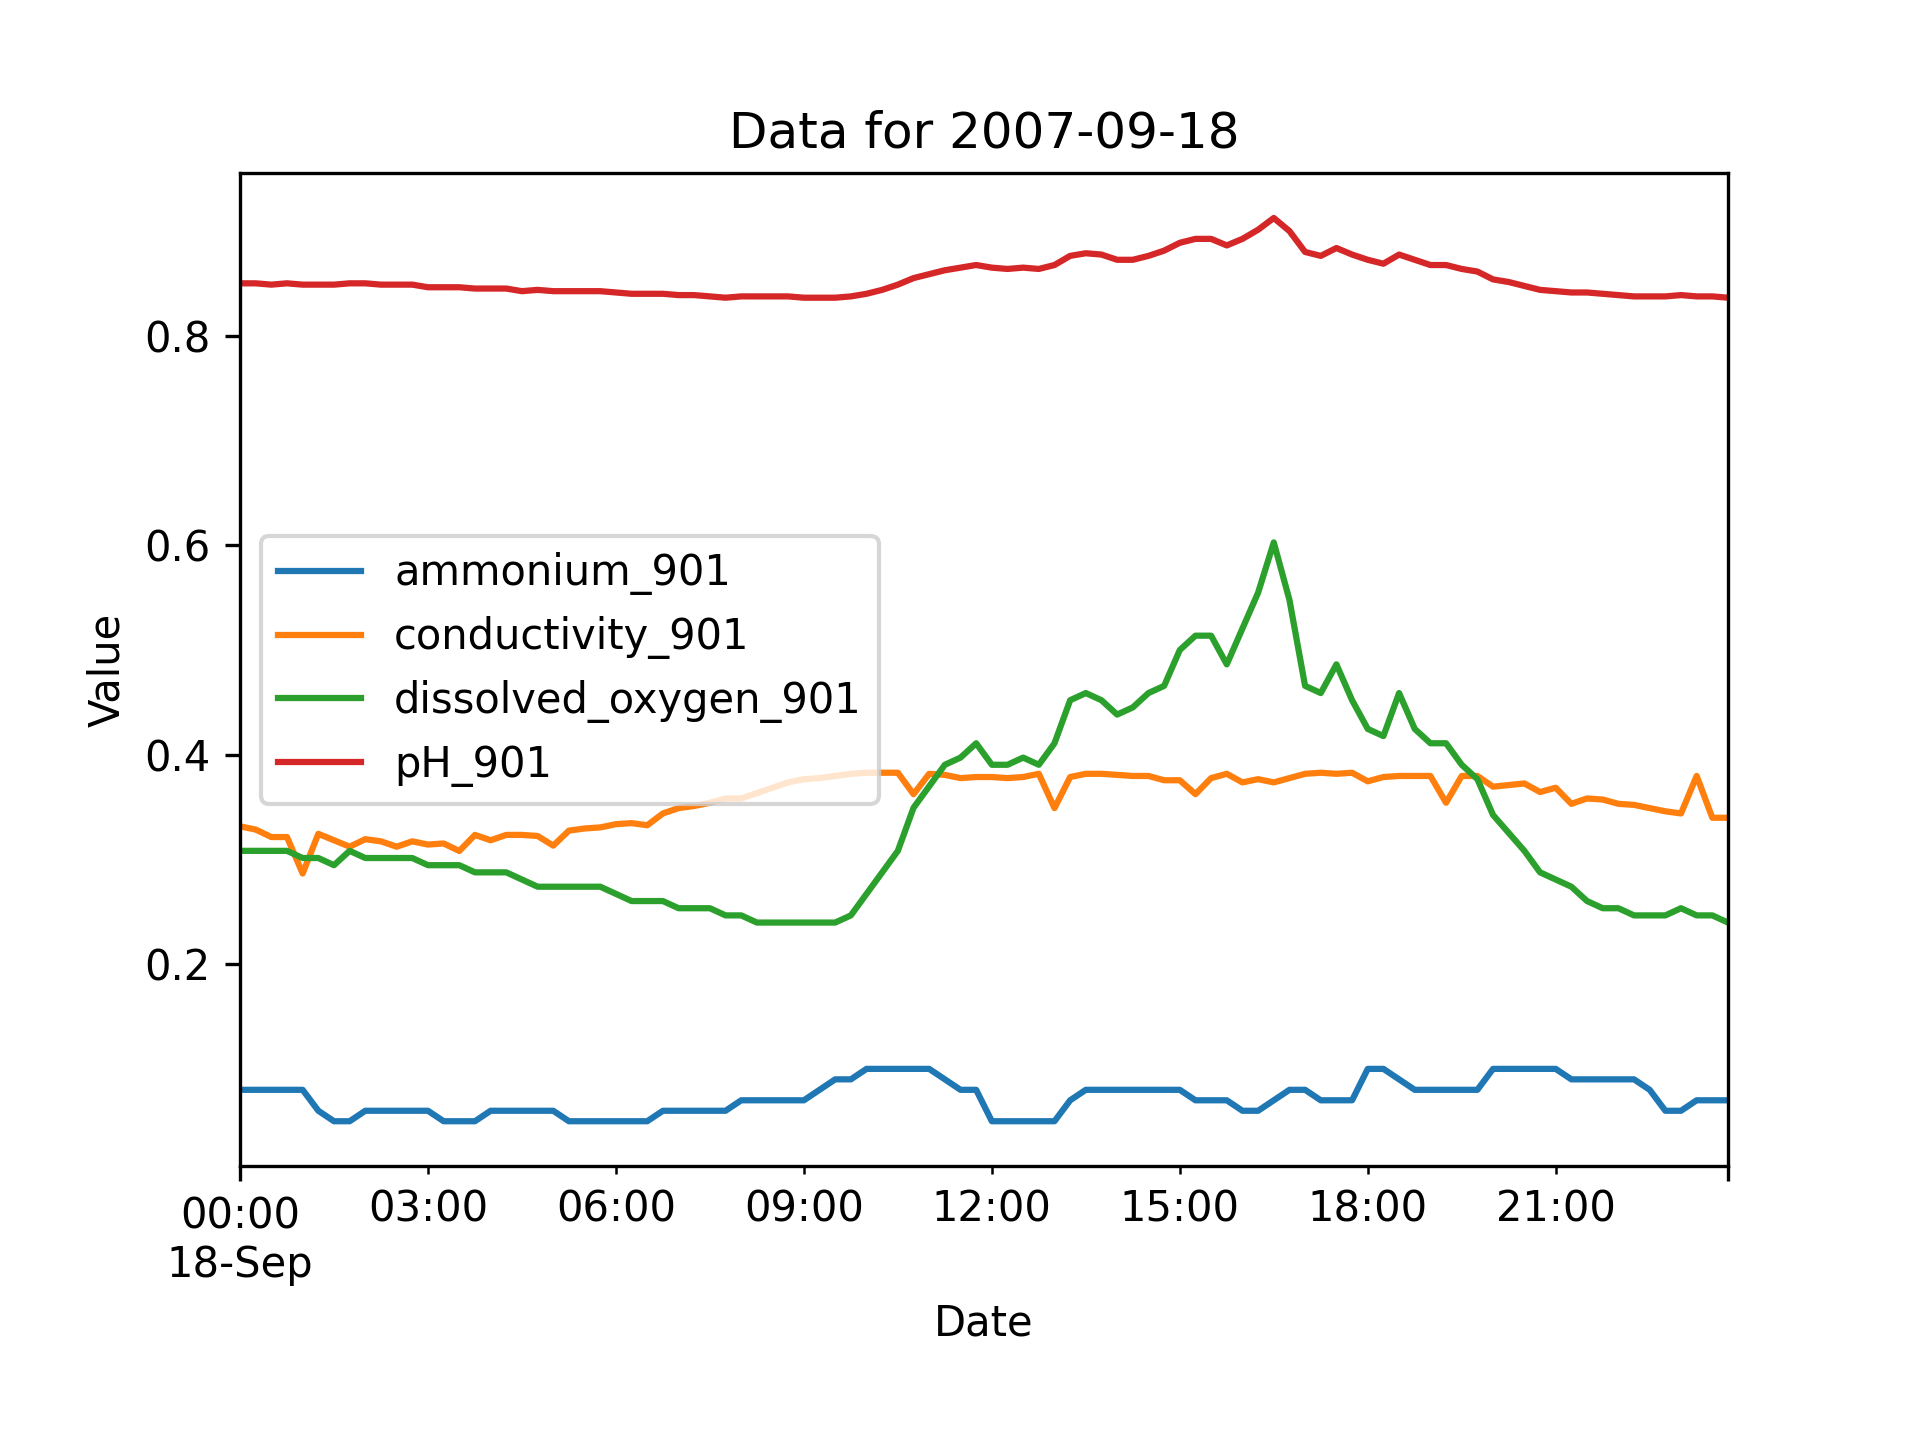 Data for 2007-09-18
Value
0.8
0.6
0.4
0.2
ammonium_901
conductivity_901
dissolved_oxygen_901
pH_901
00:00 03:00 06:00 09:00 12:00 15:00 18:00 21:00
18-Sep
Date